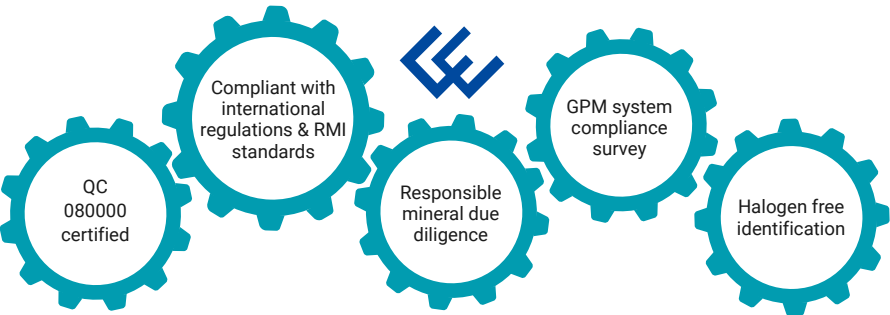 QC
080000
certified
Compliant with
international
regulations & RMI
standards
Responsible
mineral due
diligence
GPM system
compliance
survey
Halogen free
identification